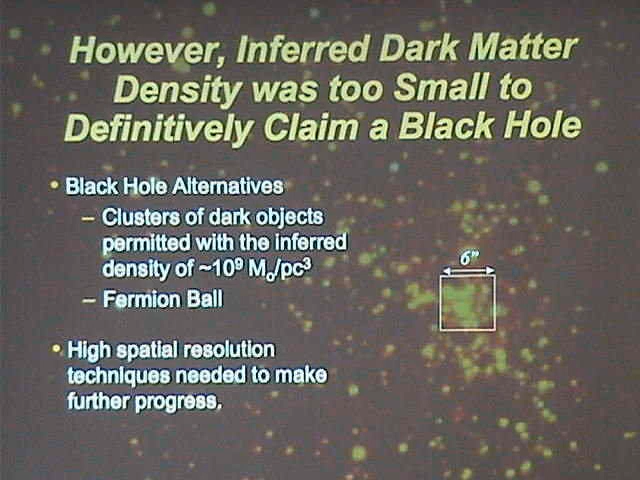 However, Inferred Dark Matter
Density was too Small to
Definitively Claim a Black Hole
• Black Hole Alternatives
– Clusters of dark objects
permitted with the inferred
density of ~10⁹ Mₒ/pc³
– Fermion Ball
6"
• High spatial resolution
techniques needed to make
further progress.